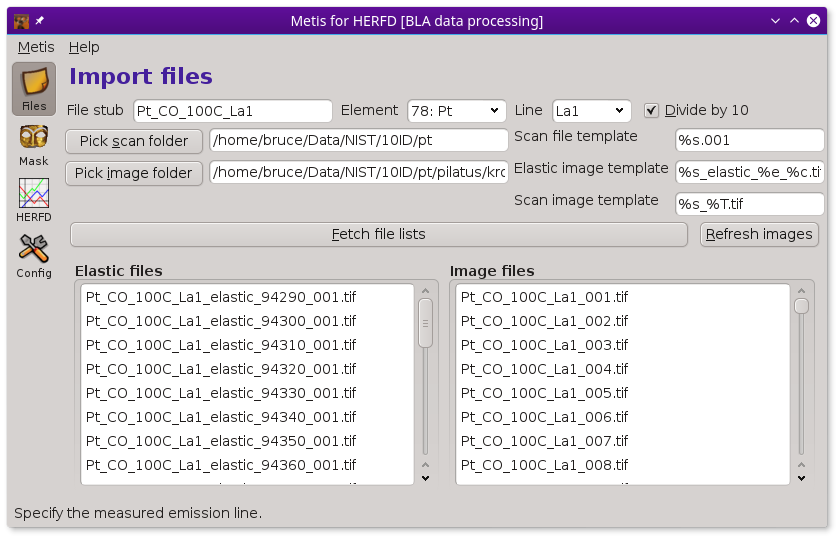 Metis for HERFD [BLA data processing]
Metis Help
Files
Mask
HERFD
Config
Import files
File stub Pt_CO_100C_La1 Element 78: Pt Line La1 Divide by 10
Pick scan folder /home/bruce/Data/NIST/10ID/pt Scan file template %s.001
Pick image folder /home/bruce/Data/NIST/10ID/pt/pilatus/krc Elastic image template %s_elastic_%e_%c.ti
Scan image template %s_%T.tif
Fetch file lists Refresh images
Elastic files
Pt_CO_100C_La1_elastic_94290_001.tif
Pt_CO_100C_La1_elastic_94300_001.tif
Pt_CO_100C_La1_elastic_94310_001.tif
Pt_CO_100C_La1_elastic_94320_001.tif
Pt_CO_100C_La1_elastic_94330_001.tif
Pt_CO_100C_La1_elastic_94340_001.tif
Pt_CO_100C_La1_elastic_94350_001.tif
Pt_CO_100C_La1_elastic_94360_001.tif
Image files
Pt_CO_100C_La1_001.tif
Pt_CO_100C_La1_002.tif
Pt_CO_100C_La1_003.tif
Pt_CO_100C_La1_004.tif
Pt_CO_100C_La1_005.tif
Pt_CO_100C_La1_006.tif
Pt_CO_100C_La1_007.tif
Pt_CO_100C_La1_008.tif
Specify the measured emission line.